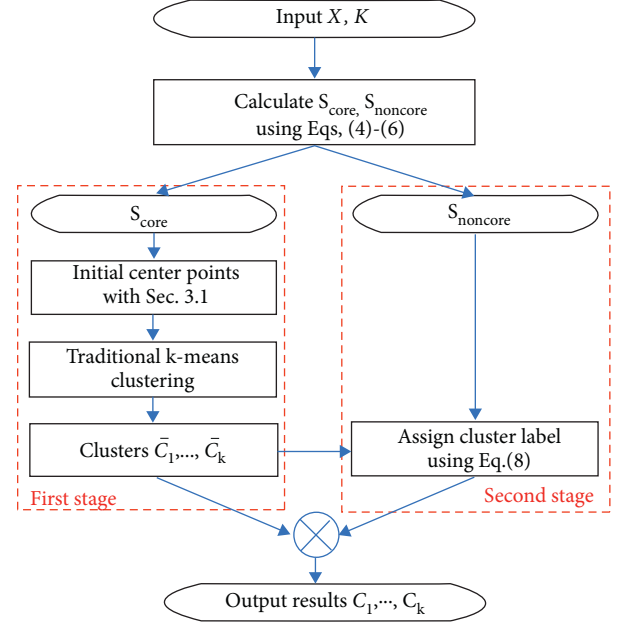 Input X, K
Calculate S_core, S_noncore
using Eqs, (4)-(6)
S_core
S_noncore
Initial center points
with Sec. 3.1
Traditional k-means
clustering
Clusters C̄_1,..., C̄_k
Assign cluster label
using Eq.(8)
First stage
Second stage
Output results C_1,..., C_k